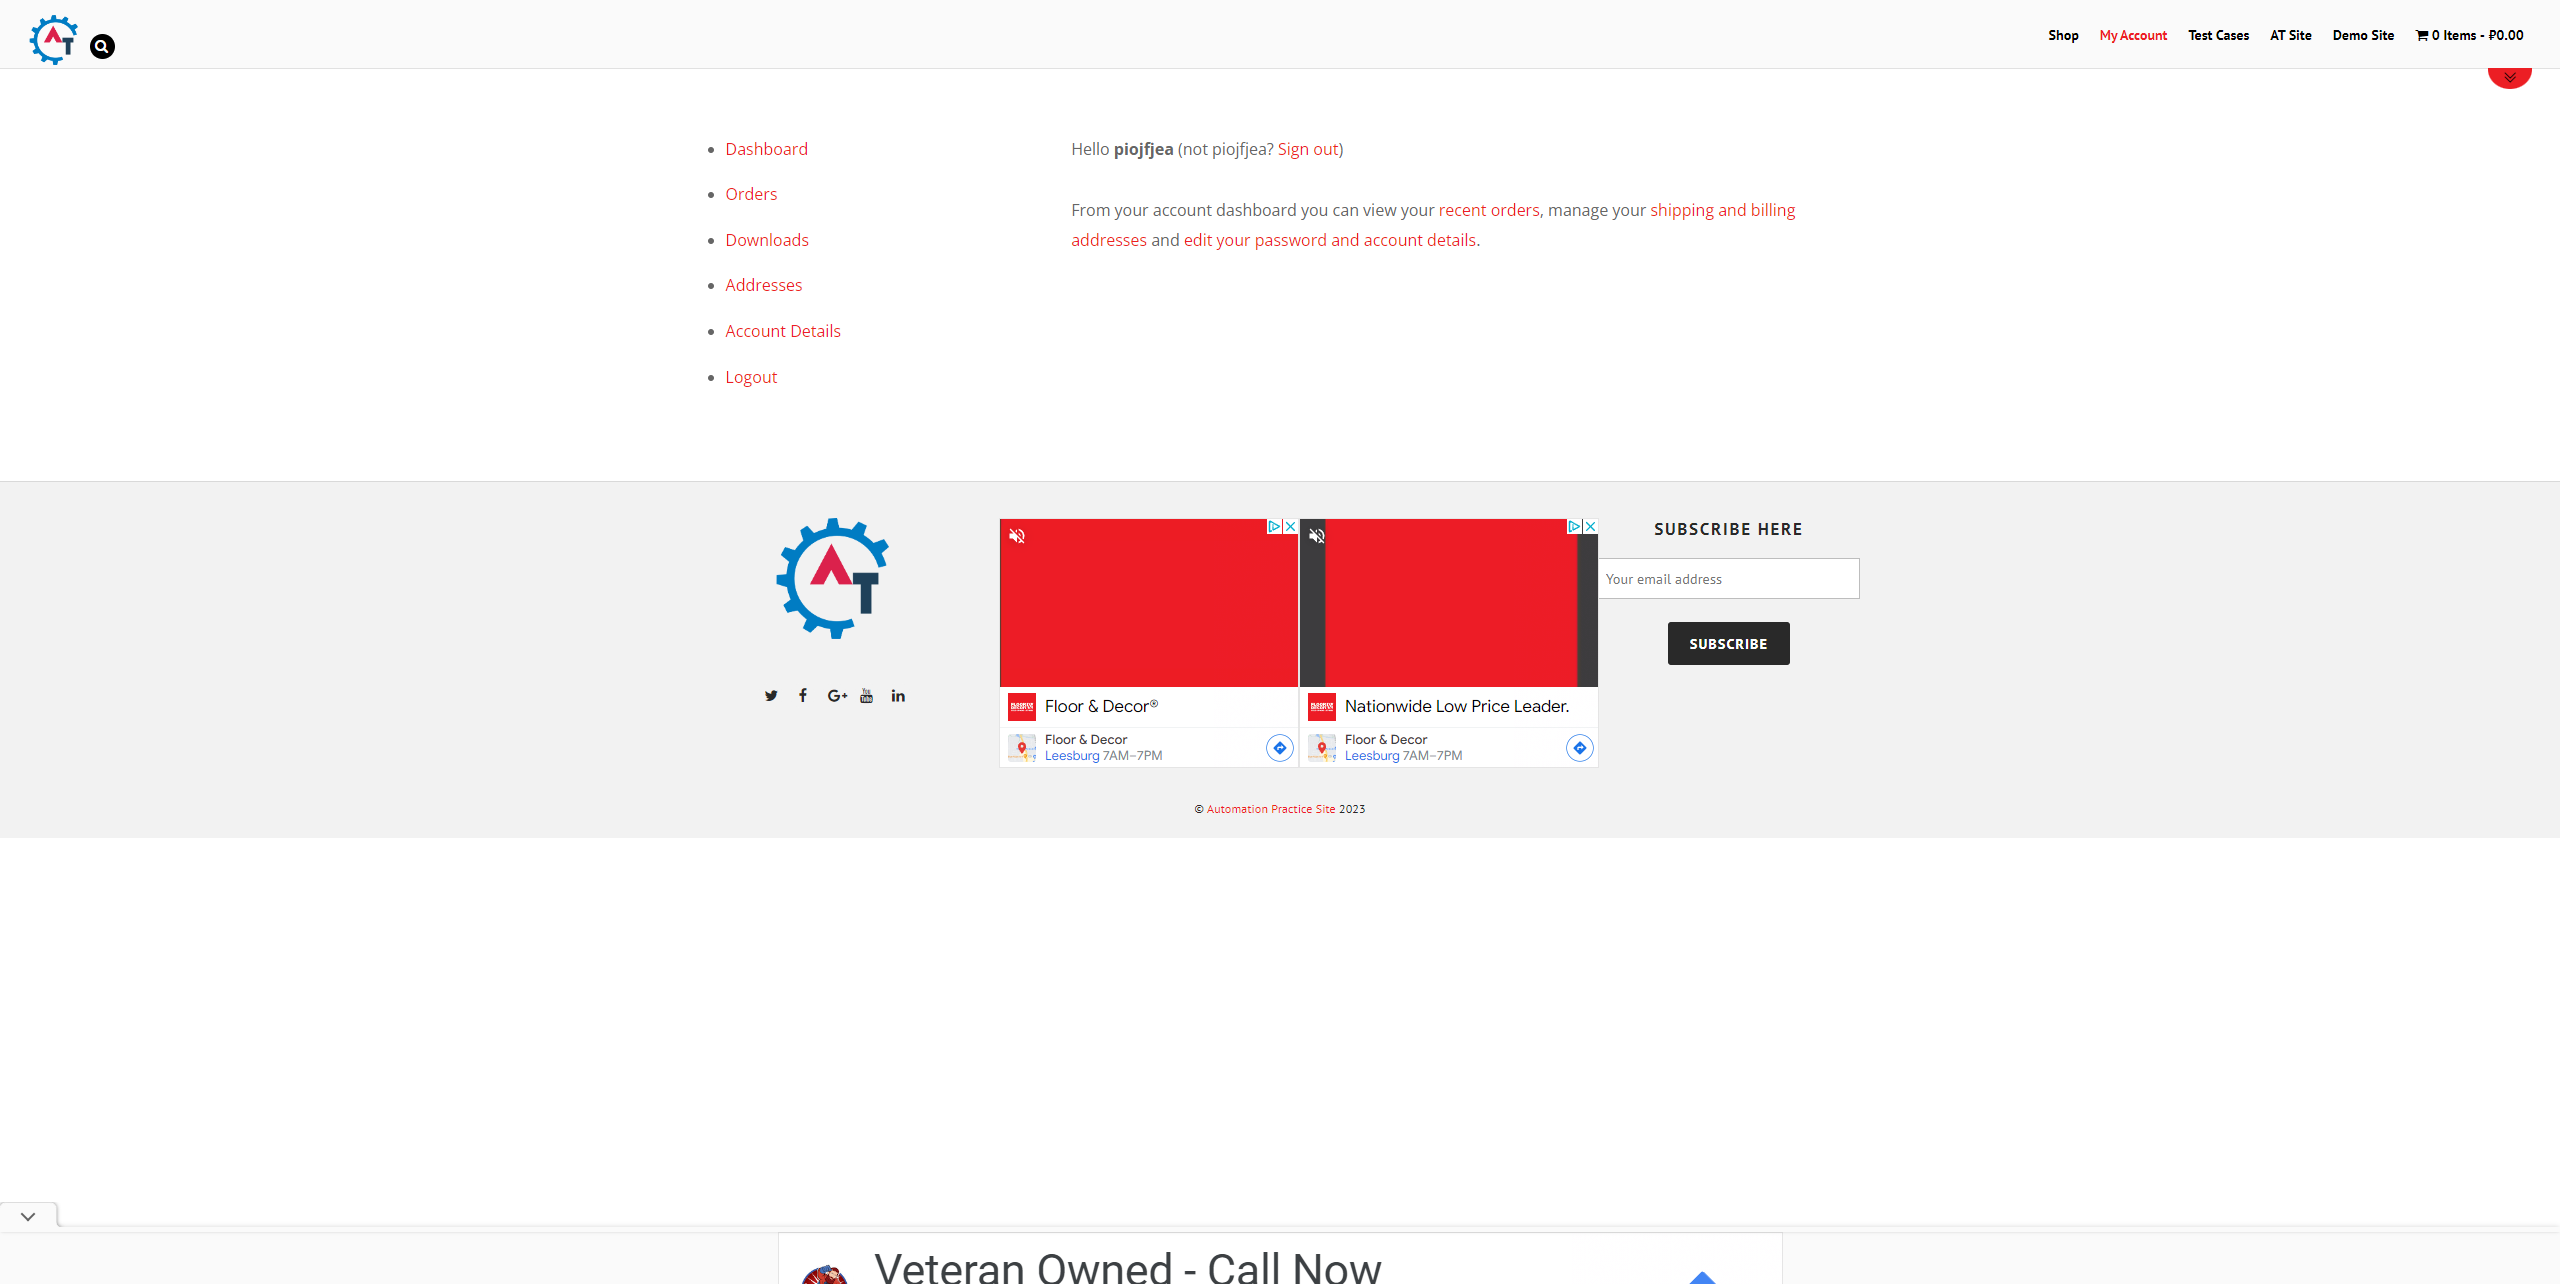 Shop
My Account
Test Cases
AT Site
Demo Site
0 Items - ₽0.00
Dashboard
Orders
Downloads
Addresses
Account Details
Logout
Hello piojfjea (not piojfjea? Sign out)
From your account dashboard you can view your recent orders, manage your shipping and billing
addresses and edit your password and account details.
AT
Floor & Decor®
Floor & Decor
Leesburg 7AM–7PM
Nationwide Low Price Leader.
Floor & Decor
Leesburg 7AM–7PM
SUBSCRIBE HERE
Your email address
SUBSCRIBE
© Automation Practice Site 2023
Veteran Owned - Call Now